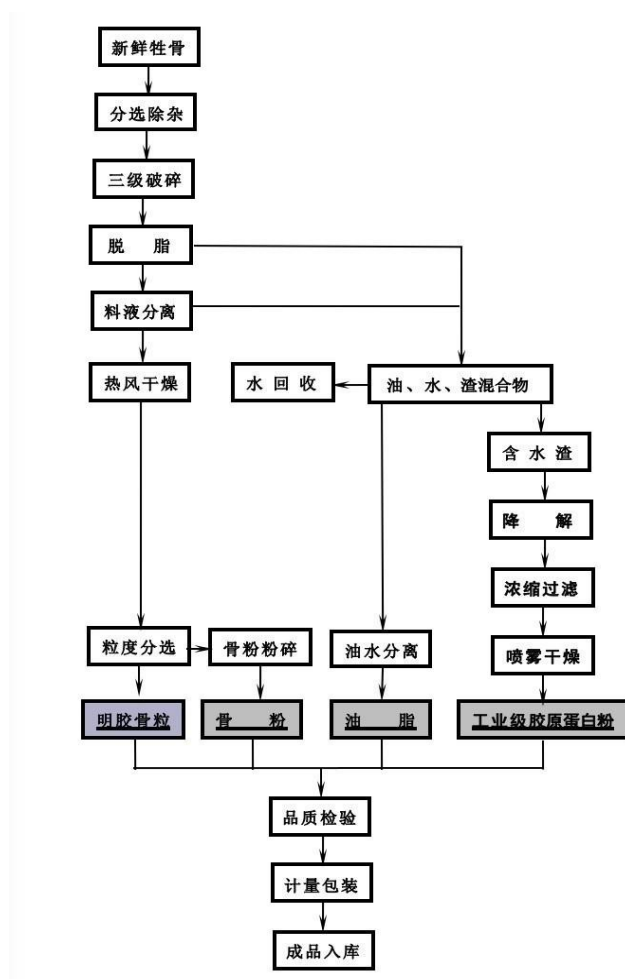 新鲜牲骨
分选除杂
三级破碎
脱 脂
料液分离
热风干燥
水 回 收
油、水、渣混合物
含 水 渣
降 解
浓缩过滤
粒度分选
骨粉粉碎
油水分离
喷雾干燥
明胶骨粒
骨 粉
油 脂
工业级胶原蛋白粉
品质检验
计量包装
成品入库